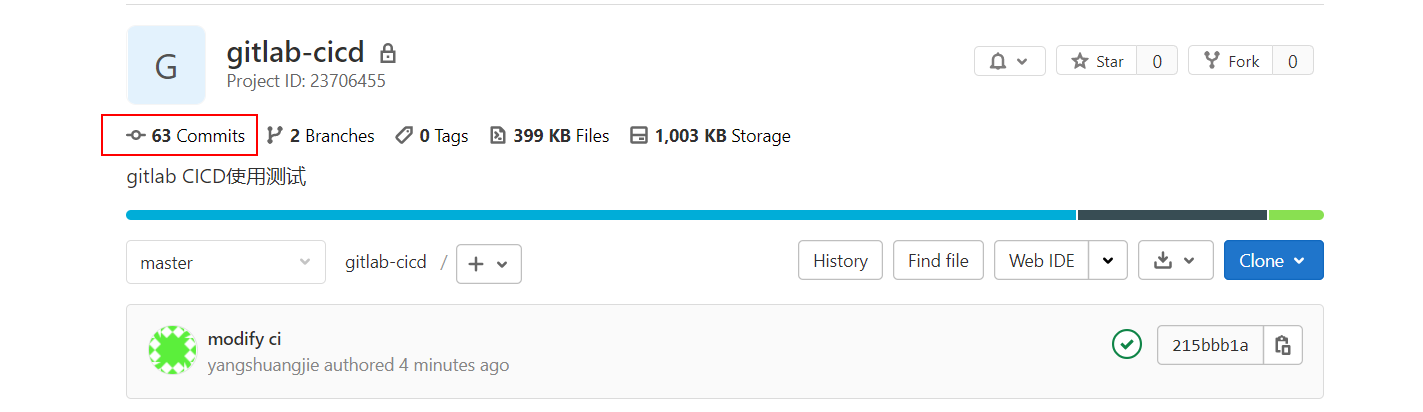 G
gitlab-cicd
Project ID: 23706455
Star 0 Fork 0
63 Commits 2 Branches 0 Tags 399 KB Files 1,003 KB Storage
gitlab CICD使用测试
master gitlab-cicd / + History Find file Web IDE Clone
modify ci
yangshuangjie authored 4 minutes ago
215bbb1a